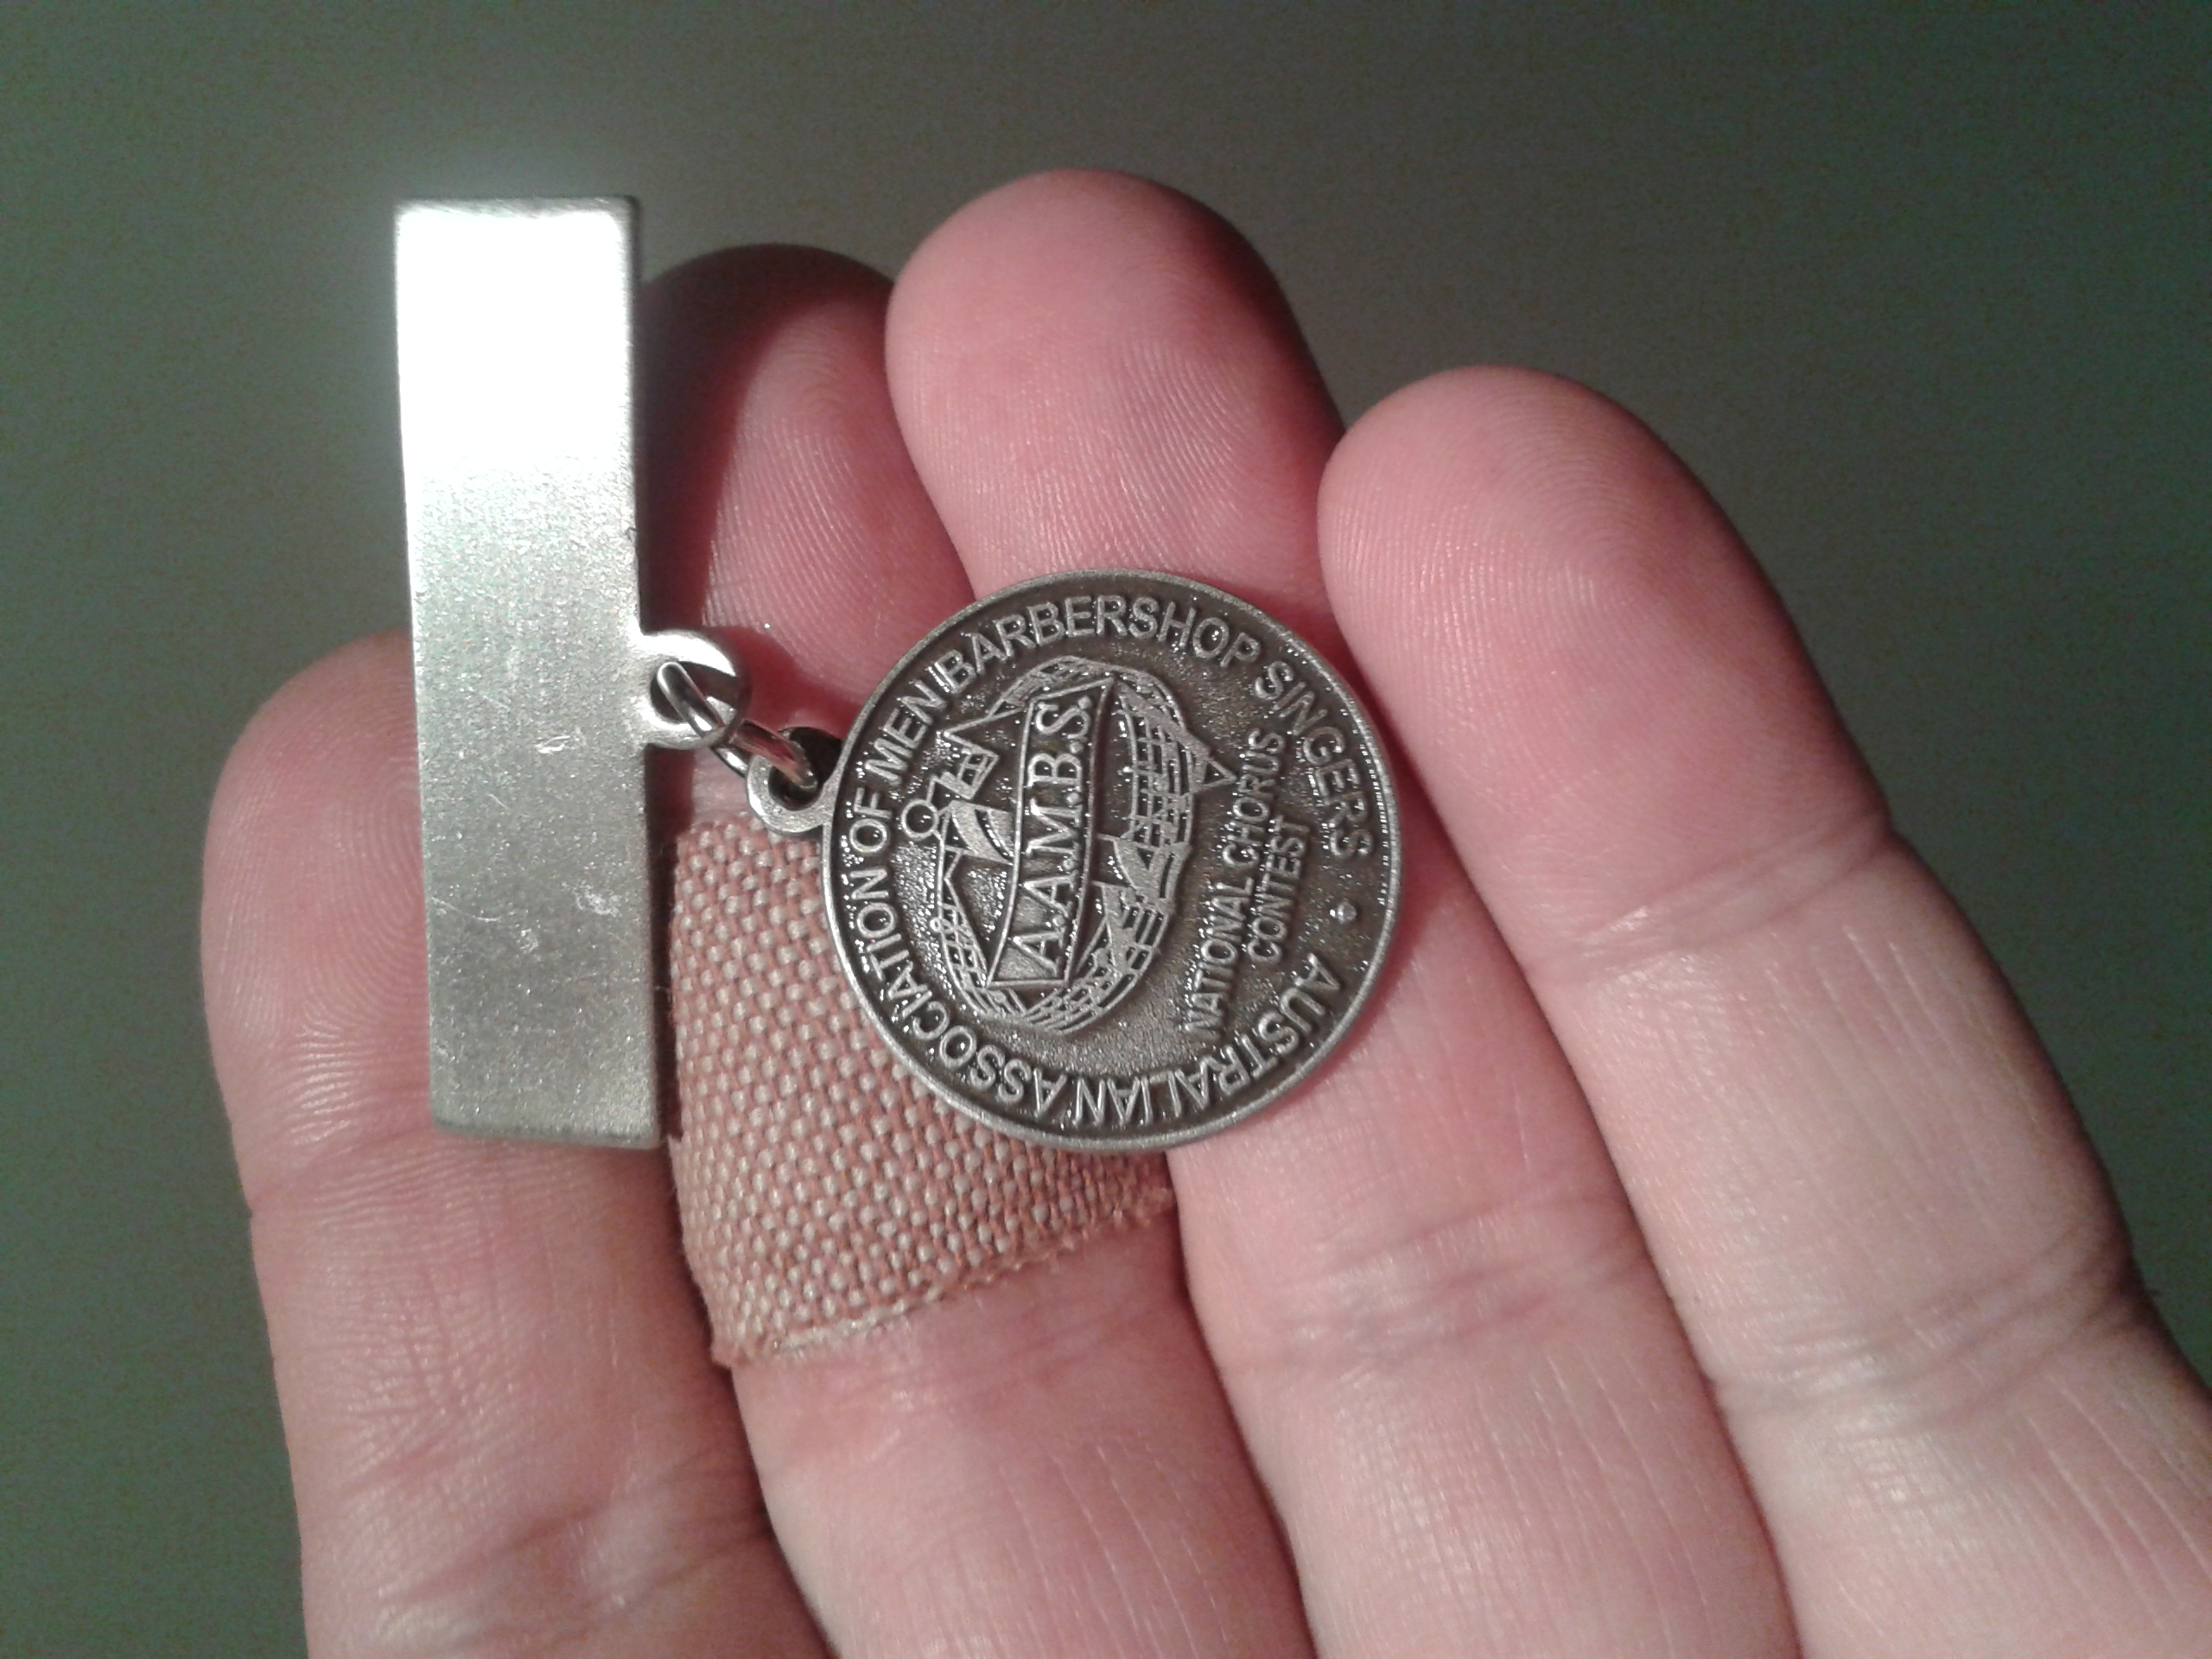 AUSTRALIAN ASSOCIATION OF MEN BARBERSHOP SINGERS
A.A.M.B.S.
NATIONAL CHORUS
CONTEST